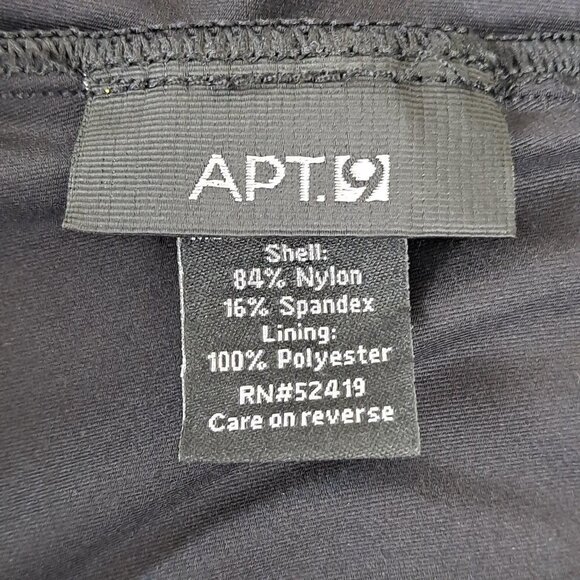 APT.9
Shell:
84% Nylon
16% Spandex
Lining:
100% Polyester
RN#52419
Care on reverse